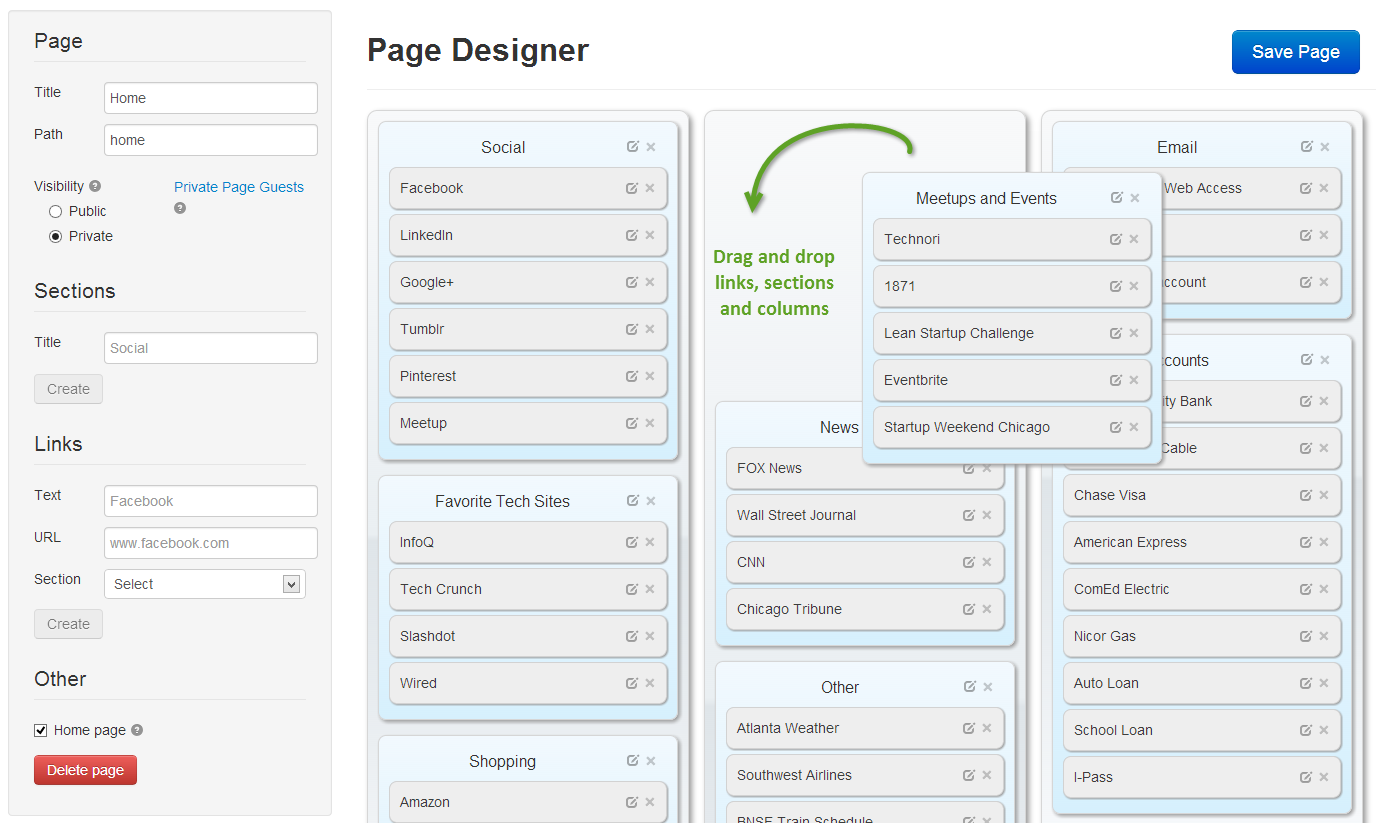 Page
Title
Home
Path
home
Visibility
Private Page Guests
Public
Private
Sections
Title
Social
Create
Links
Text
Facebook
URL
www.facebook.com
Section
Select
Create
Other
Home page
Delete page
Page Designer
Save Page
Social
Facebook
LinkedIn
Google+
Tumblr
Pinterest
Meetup
Favorite Tech Sites
InfoQ
Tech Crunch
Slashdot
Wired
Shopping
Amazon
Drag and drop
links, sections
and columns
Meetups and Events
Technori
1871
Lean Startup Challenge
Eventbrite
Startup Weekend Chicago
News
FOX News
Wall Street Journal
CNN
Chicago Tribune
Other
Atlanta Weather
Southwest Airlines
BNSF Train Schedule
Email
Web Access
Chase Visa
American Express
ComEd Electric
Nicor Gas
Auto Loan
School Loan
I-Pass